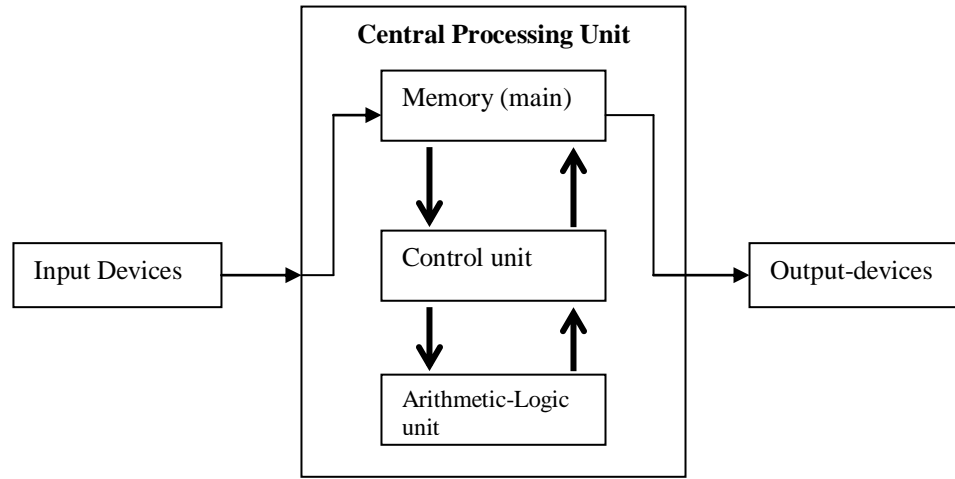 Central Processing Unit
Memory (main)
Control unit
Input Devices
Output-devices
Arithmetic-Logic
unit